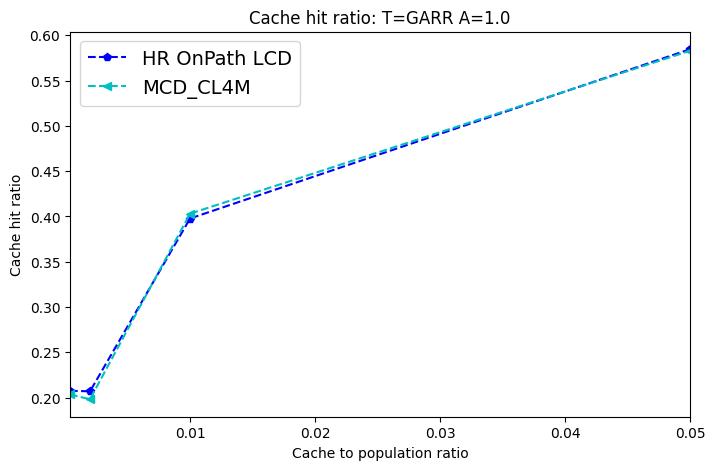 Cache hit ratio: T=GARR A=1.0
HR OnPath LCD
MCD_CL4M
Cache hit ratio
0.60
0.55
0.50
0.45
0.40
0.35
0.30
0.25
0.20
0.01 0.02 0.03 0.04 0.05
Cache to population ratio